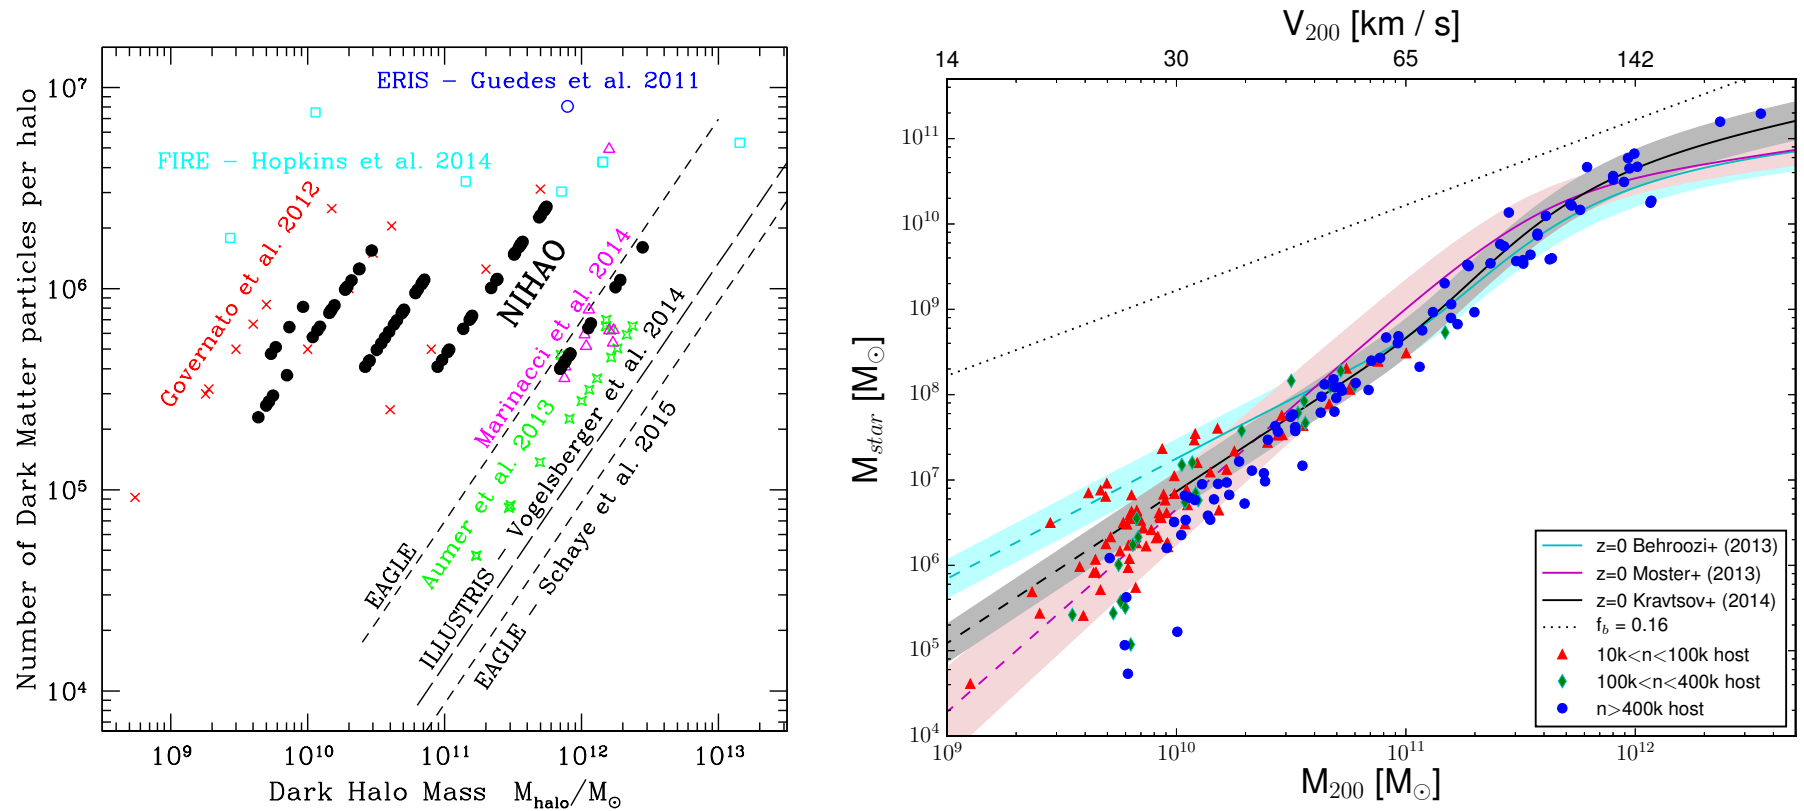 ERIS – Guedes et al. 2011
FIRE – Hopkins et al. 2014
Governato et al. 2012
NIHAO
Marinacci et al. 2014
Aumer et al. 2013
EAGLE
ILLUSTRIS – Vogelsberger et al. 2014
EAGLE – Schaye et al. 2015
Number of Dark Matter particles per halo
10^7
10^6
10^5
10^4
10^9
10^10
10^11
10^12
10^13
Dark Halo Mass M_halo/M_⊙
V_200 [km / s]
14
30
65
142
M_star [M_⊙]
10^11
10^10
10^9
10^8
10^7
10^6
10^5
10^4
z=0 Behroozi+ (2013)
z=0 Moster+ (2013)
z=0 Kravtsov+ (2014)
f_b = 0.16
10k<n<100k host
100k<n<400k host
n>400k host
10^9
10^10
10^11
10^12
M_200 [M_⊙]